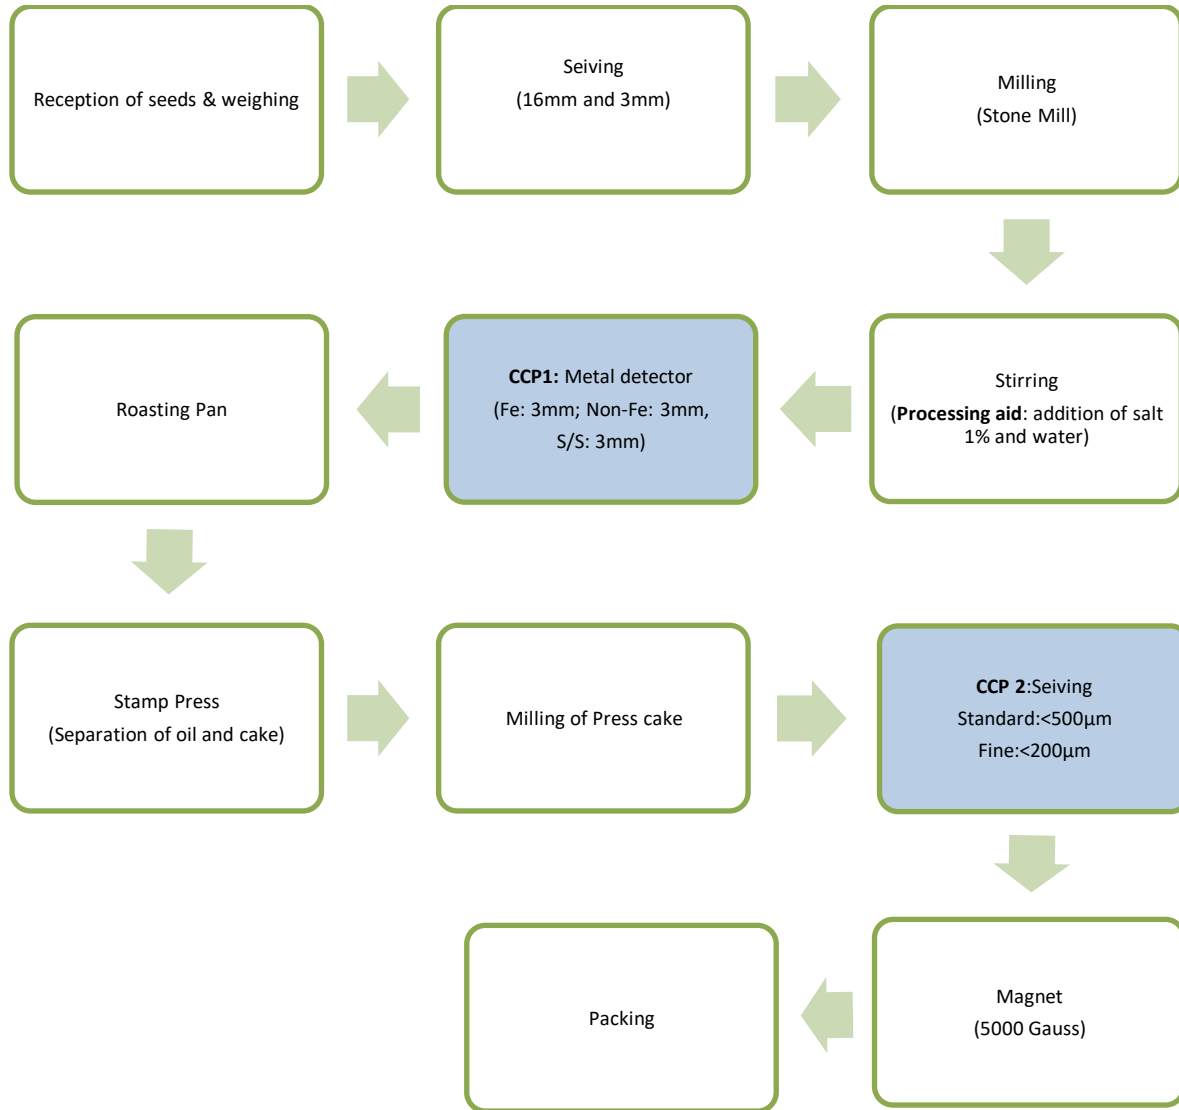 Reception of seeds & weighing
Seiving
(16mm and 3mm)
Milling
(Stone Mill)
Stirring
(Processing aid: addition of salt
1% and water)
CCP1: Metal detector
(Fe: 3mm; Non-Fe: 3mm,
S/S: 3mm)
Roasting Pan
Stamp Press
(Separation of oil and cake)
Milling of Press cake
CCP 2:Seiving
Standard:<500µm
Fine:<200µm
Magnet
(5000 Gauss)
Packing